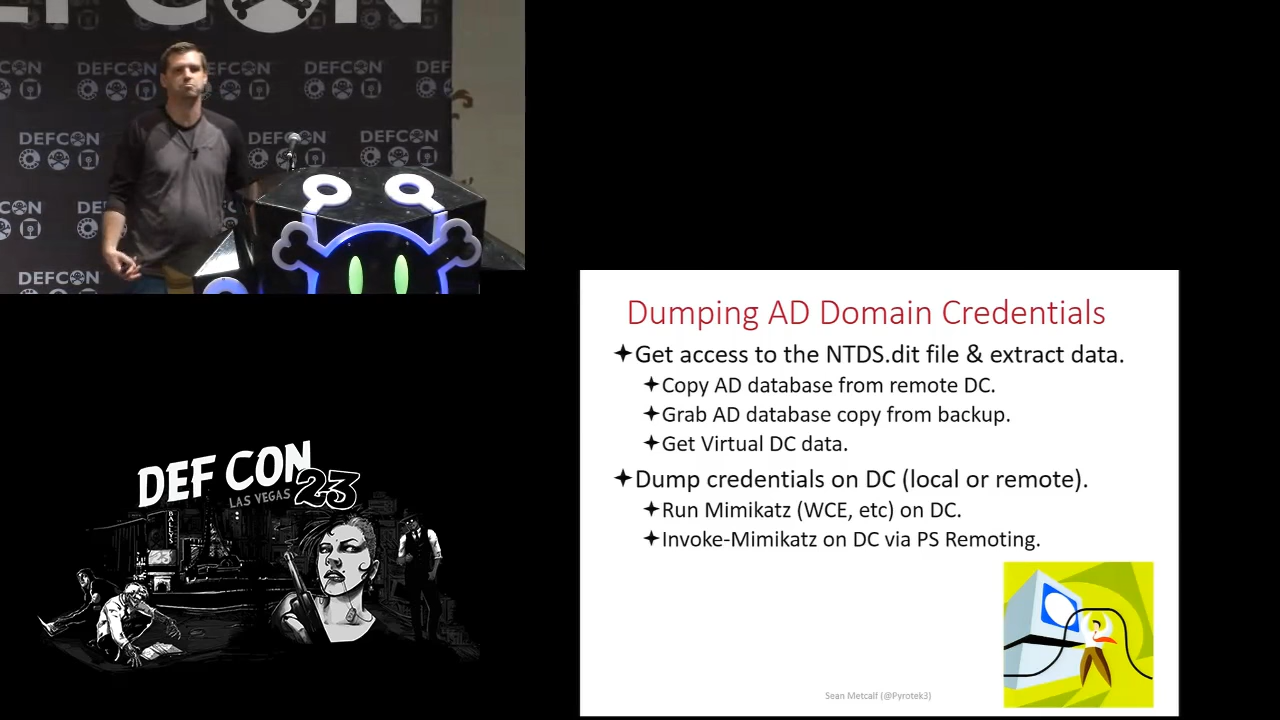 DEFCON
DEFCON
DEFCON
DEFCON
DEF
DEFCON
DEFCON
DEFCON
DEFCON
Dumping AD Domain Credentials
Get access to the NTDS.dit file & extract data.
Copy AD database from remote DC.
Grab AD database copy from backup.
Get Virtual DC data.
Dump credentials on DC (local or remote).
Run Mimikatz (WCE, etc) on DC.
Invoke-Mimikatz on DC via PS Remoting.
Sean Metcalf (@Pyrotek3)
DEF CON
LAS VEGAS 23
BALLYS